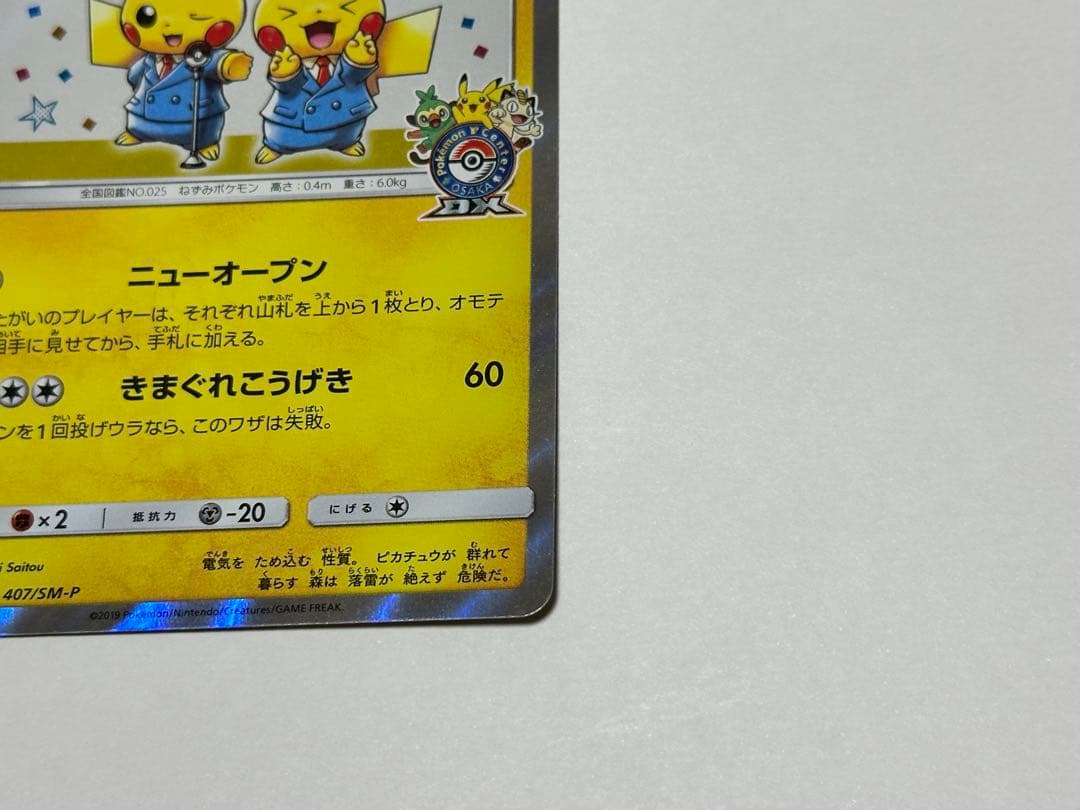 Pokémon Center
OSAKA
DX
全国図鑑NO.025 ねずみポケモン 高さ:0.4m 重さ:6.0kg
ニューオープン
がいのプレイヤーは、それぞれ山札を上から1枚とり、オモテ
相手に見せてから、手札に加える。
きまぐれこうげき 60
ンを1回投げウラなら、このワザは失敗。
×2 抵抗力 -20 にげる
電気を ため込む 性質。 ピカチュウが 群れて
暮らす 森は 落雷が 絶えず 危険だ。
i Saitou
407/SM-P
©2019 Pokémon/Nintendo/Creatures/GAME FREAK.